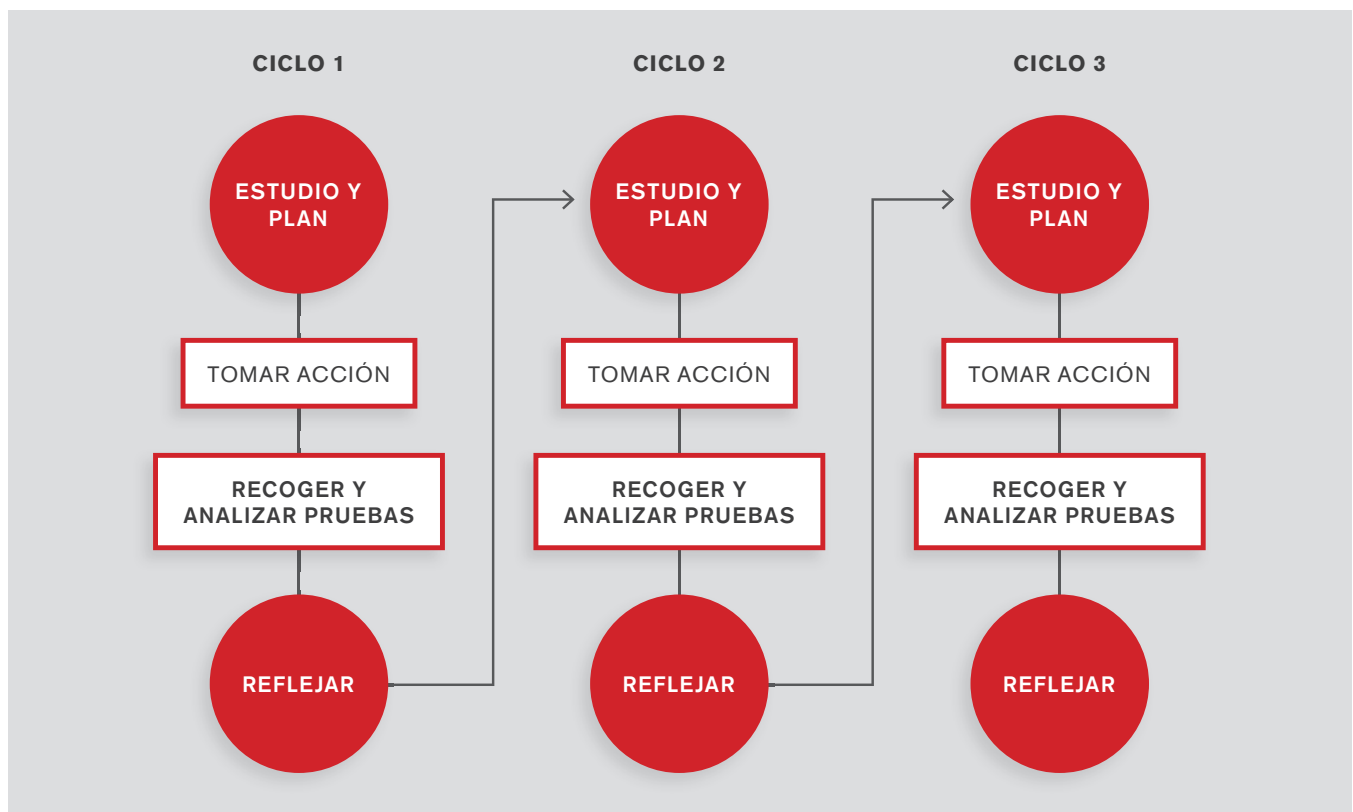 CICLO 1
ESTUDIO Y
PLAN
TOMAR ACCIÓN
RECOGER Y
ANALIZAR PRUEBAS
REFLEJAR
CICLO 2
ESTUDIO Y
PLAN
TOMAR ACCIÓN
RECOGER Y
ANALIZAR PRUEBAS
REFLEJAR
CICLO 3
ESTUDIO Y
PLAN
TOMAR ACCIÓN
RECOGER Y
ANALIZAR PRUEBAS
REFLEJAR